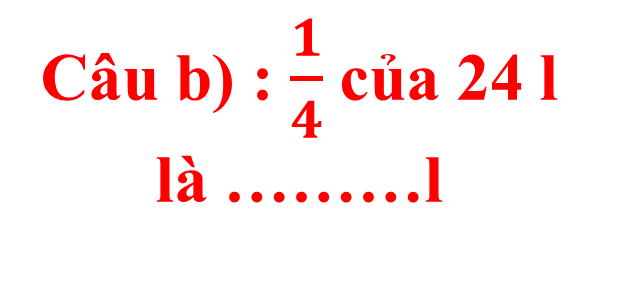 Câu b) : 1/4 của 24 l
là ………l